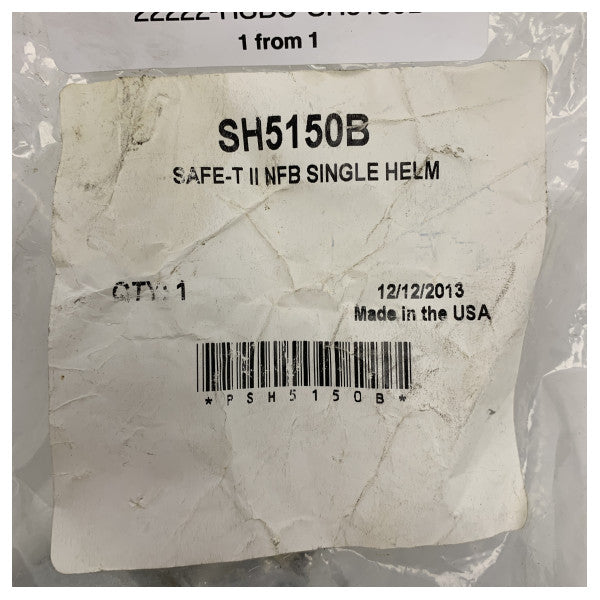 1 from 1
SH5150B
SAFE-T II NFB SINGLE HELM
QTY: 1
12/12/2013
Made in the USA
*PSH5150B*